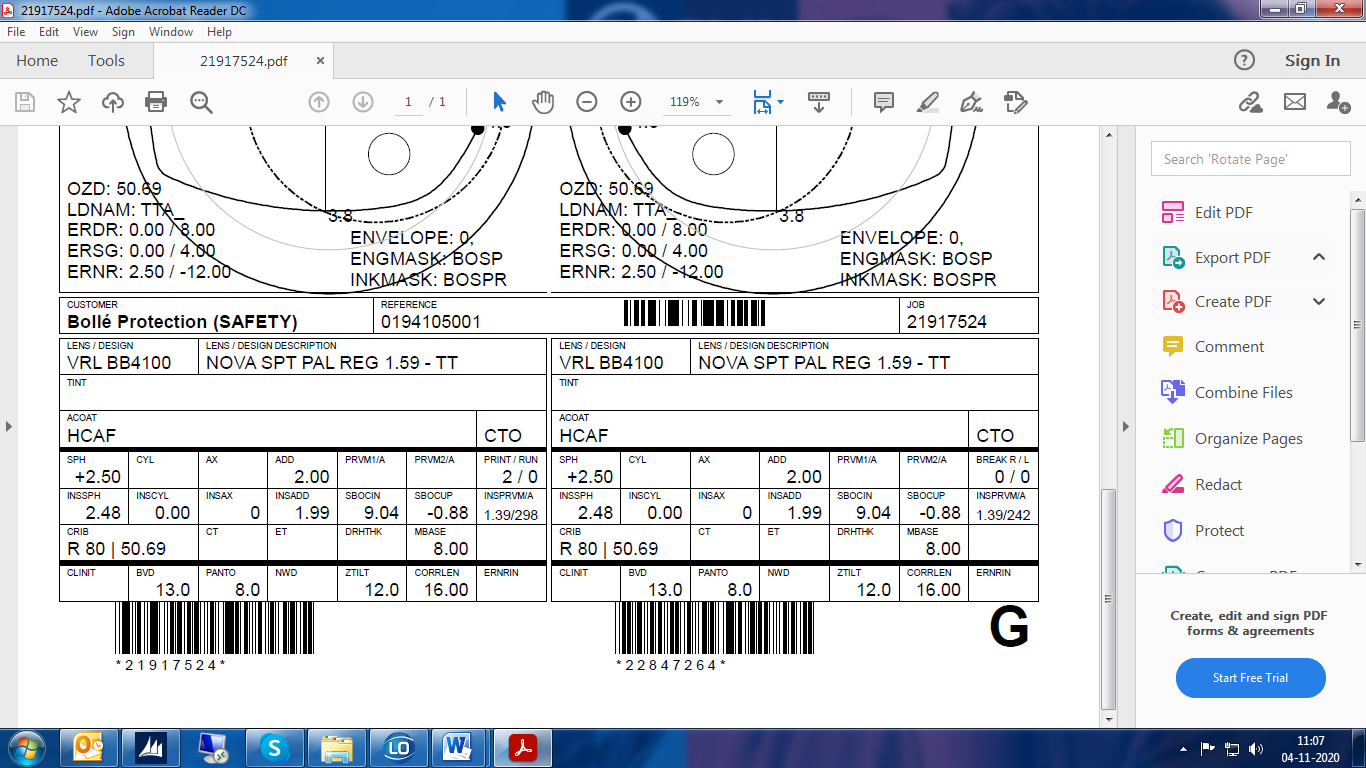 21917524.pdf - Adobe Acrobat Reader DC
File Edit View Sign Window Help
Home Tools 21917524.pdf × Sign In
1 / 1 119%
OZD: 50.69
LDNAM: TTA_
ERDR: 0.00 / 8.00
ERSG: 0.00 / 4.00
ERNR: 2.50 / -12.00
3.8
ENVELOPE: 0,
ENGMASK: BOSP
INKMASK: BOSPR
OZD: 50.69
LDNAM: TTA_
ERDR: 0.00 / 8.00
ERSG: 0.00 / 4.00
ERNR: 2.50 / -12.00
3.8
ENVELOPE: 0,
ENGMASK: BOSP
INKMASK: BOSPR
CUSTOMER REFERENCE JOB
Bollé Protection (SAFETY) 0194105001 21917524
LENS / DESIGN LENS / DESIGN DESCRIPTION LENS / DESIGN LENS / DESIGN DESCRIPTION
VRL BB4100 NOVA SPT PAL REG 1.59 - TT VRL BB4100 NOVA SPT PAL REG 1.59 - TT
TINT TINT
ACOAT ACOAT
HCAF CTO HCAF CTO
SPH CYL AX ADD PRVM1/A PRVM2/A PRINT / RUN SPH CYL AX ADD PRVM1/A PRVM2/A BREAK R / L
+2.50 2.00 2 / 0 +2.50 2.00 0 / 0
INSSPH INSCYL INSAX INSADD SBOCIN SBOCUP INSPRVM/A INSSPH INSCYL INSAX INSADD SBOCIN SBOCUP INSPRVM/A
2.48 0.00 0 1.99 9.04 -0.88 1.39/298 2.48 0.00 0 1.99 9.04 -0.88 1.39/242
CRIB CT ET DRHTHK MBASE CRIB CT ET DRHTHK MBASE
R 80 | 50.69 8.00 R 80 | 50.69 8.00
CLINIT BVD PANTO NWD ZTILT CORRLEN ERNRIN CLINIT BVD PANTO NWD ZTILT CORRLEN ERNRIN
13.0 8.0 12.0 16.00 13.0 8.0 12.0 16.00
*21917524* *22847264* G
Search 'Rotate Page'
Edit PDF
Export PDF
Create PDF
Comment
Combine Files
Organize Pages
Redact
Protect
Create, edit and sign PDF
forms & agreements
Start Free Trial
11:07
04-11-2020